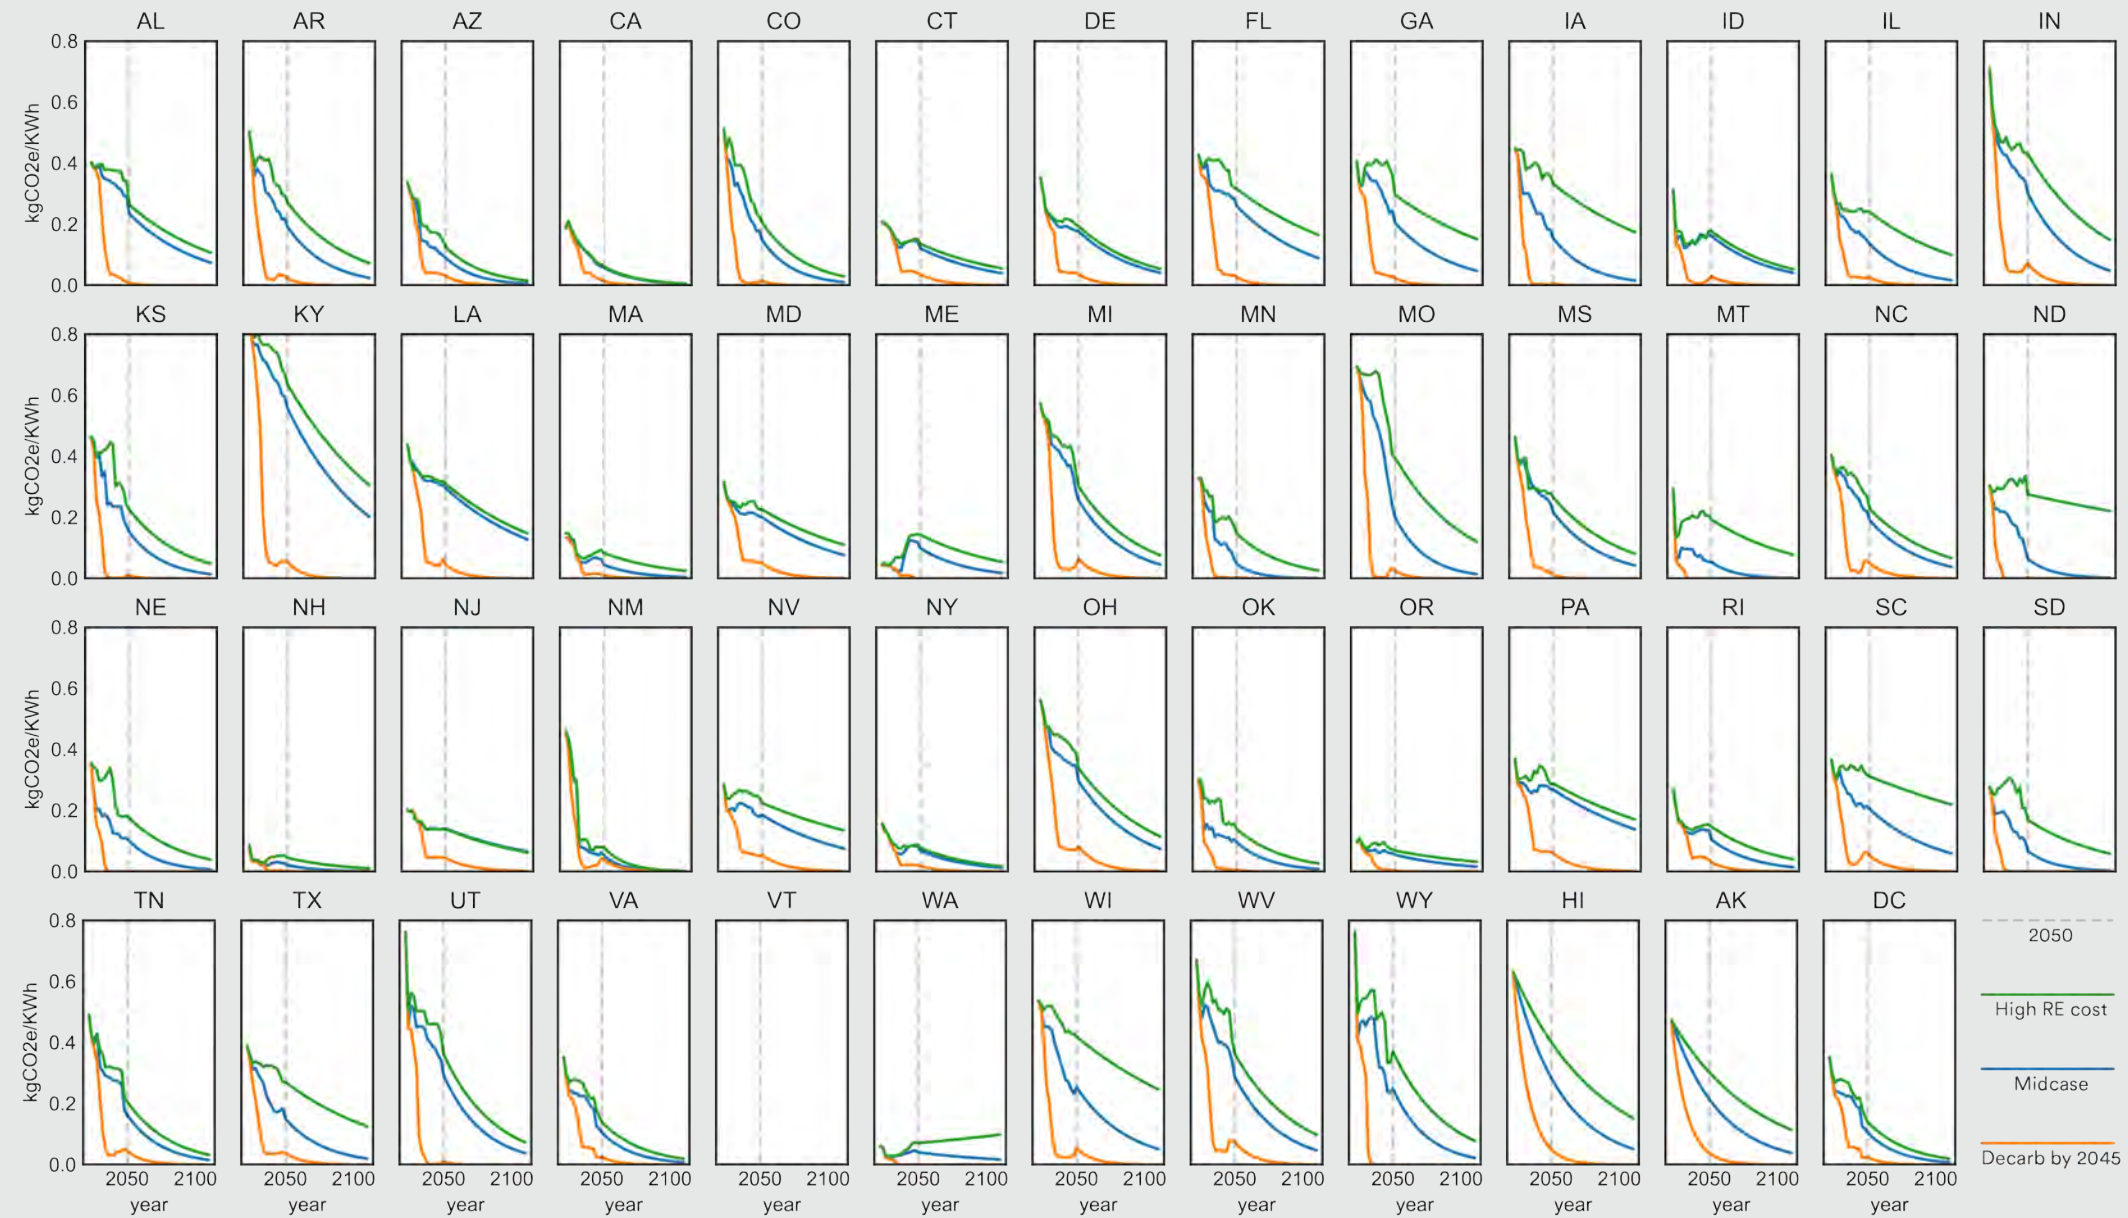 AL AR AZ CA CO CT DE FL GA IA ID IL IN
0.8
0.6
0.4
0.2
0.0
kgCO2e/KWh
KS KY LA MA MD ME MI MN MO MS MT NC ND
0.8
0.6
0.4
0.2
0.0
kgCO2e/KWh
NE NH NJ NM NV NY OH OK OR PA RI SC SD
0.8
0.6
0.4
0.2
0.0
kgCO2e/KWh
TN TX UT VA VT WA WI WV WY HI AK DC
0.8
0.6
0.4
0.2
0.0
kgCO2e/KWh
2050 2100 2050 2100 2050 2100 2050 2100 2050 2100 2050 2100 2050 2100 2050 2100 2050 2100 2050 2100 2050 2100 2050 2100
year year year year year year year year year year year year
2050
High RE cost
Midcase
Decarb by 2045